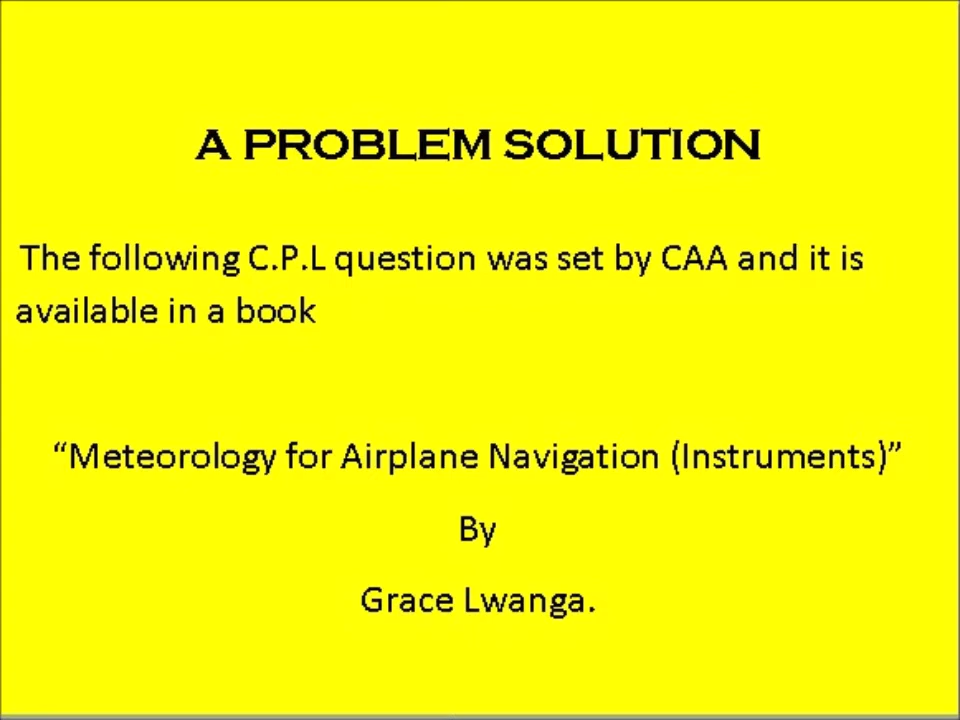 A PROBLEM SOLUTION
The following C.P.L question was set by CAA and it is
available in a book
“Meteorology for Airplane Navigation (Instruments)”
By
Grace Lwanga.